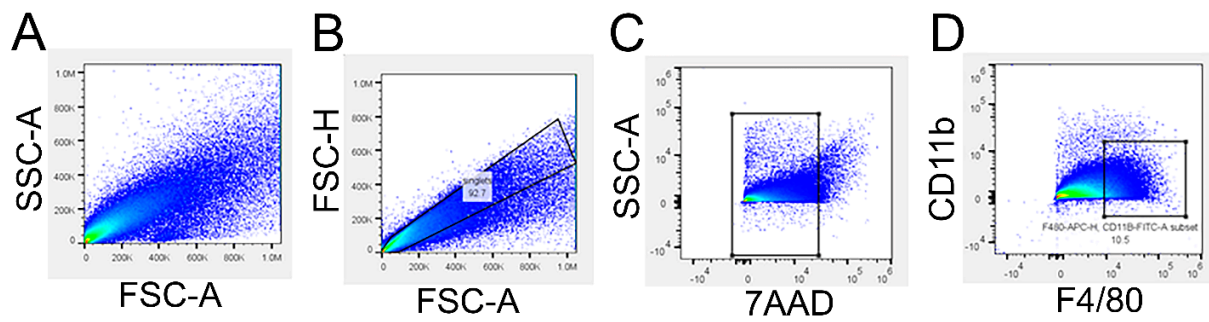 A
SSC-A
1.0M
800K
600K
400K
200K
0
0 200K 400K 600K 800K 1.0M
FSC-A
B
FSC-H
1.0M
800K
600K
400K
200K
0
singlets
92.7
0 200K 400K 600K 800K 1.0M
FSC-A
C
SSC-A
10^6
10^5
10^4
0
-10^4
-10^4 0 10^4 10^5 10^6
7AAD
D
CD11b
10^6
10^5
10^4
0
-10^4
F480-APC-H, CD11B-FITC-A subset
10.5
-10^4 0 10^4 10^5 10^6
F4/80